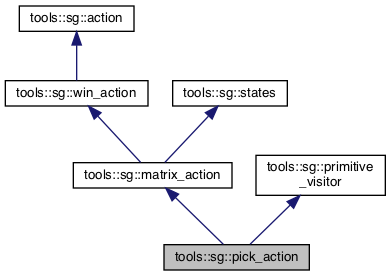 tools::sg::action
tools::sg::win_action
tools::sg::states
tools::sg::matrix_action
tools::sg::primitive
_visitor
tools::sg::pick_action